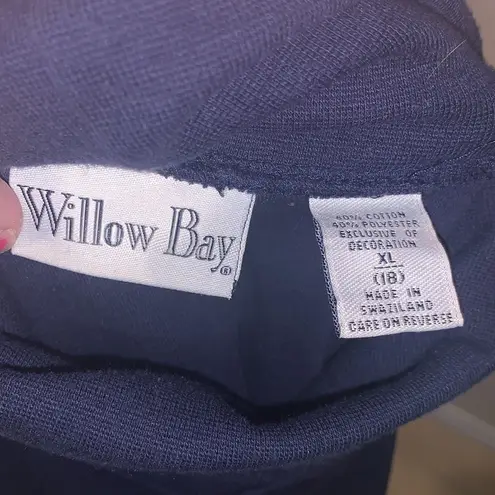 Willow Bay®
60% COTTON
40% POLYESTER
EXCLUSIVE OF
DECORATION
XL
(18)
MADE IN
SWAZILAND
CARE ON REVERSE